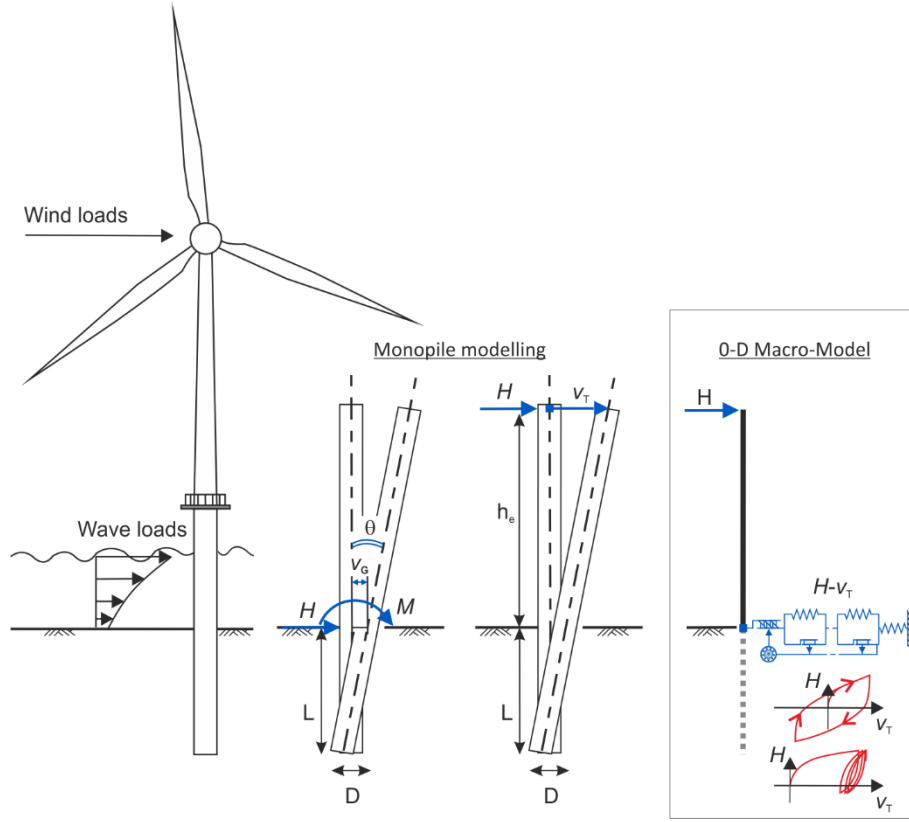 Wind loads
Wave loads
Monopile modelling
H
M
θ
v_G
L
D
H
v_T
h_e
L
D
0-D Macro-Model
H
H-v_T
H
v_T
H
v_T